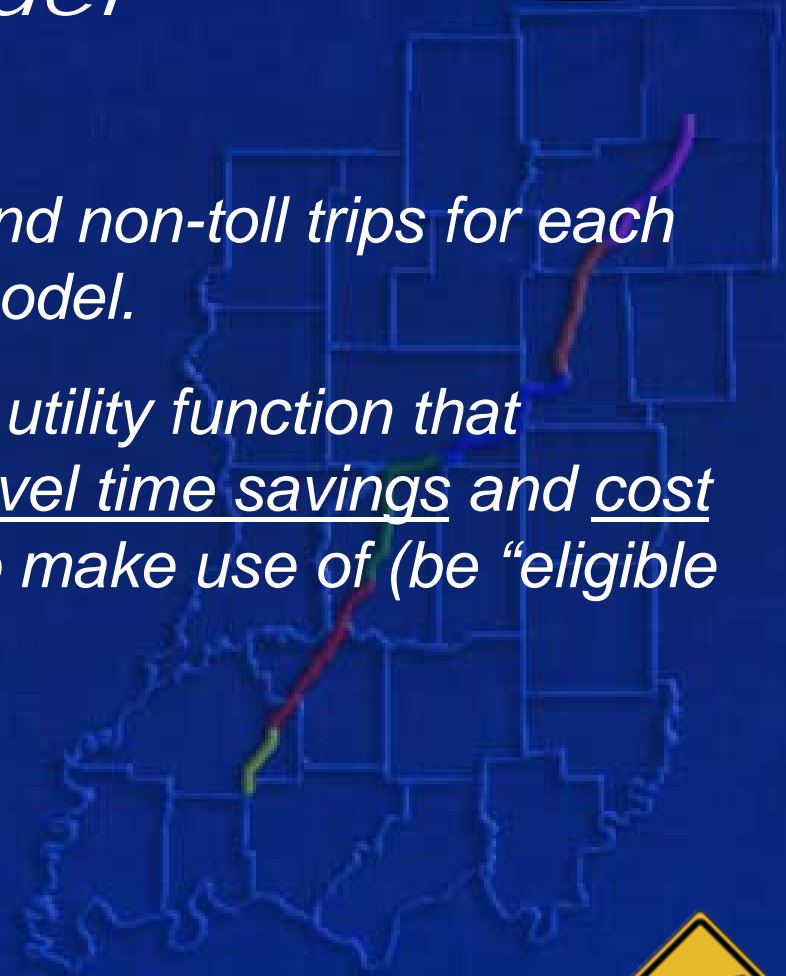 nd non-toll trips for each
odel.
utility function that
vel time savings and cost
make use of (be “eligible